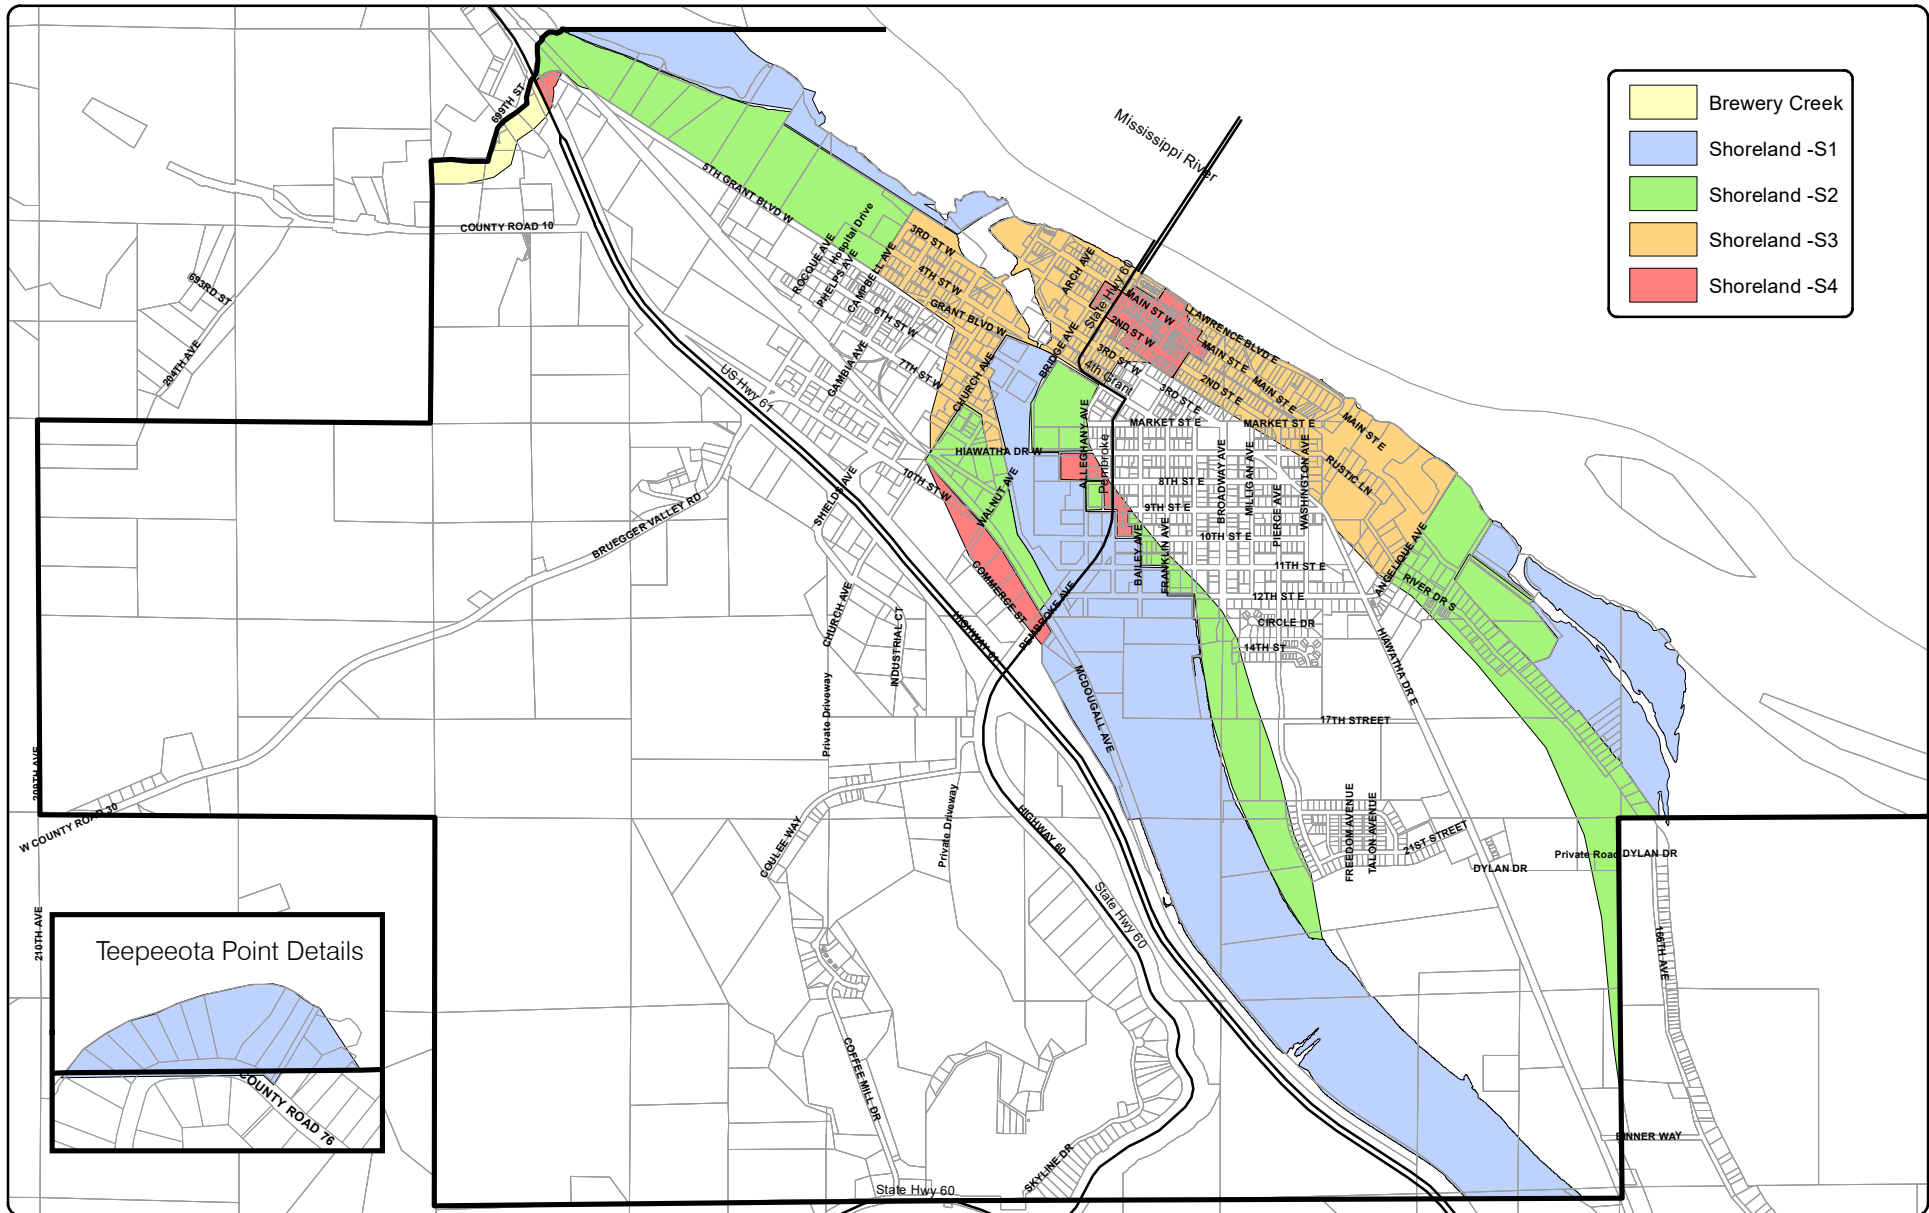 Brewery Creek
Shoreland -S1
Shoreland -S2
Shoreland -S3
Shoreland -S4
Mississippi River
699TH ST
5TH GRANT BLVD W
COUNTY ROAD 10
693RD ST
204TH AVE
Hospital Drive
ROCQUE AVE
PHELPS AVE
CAMPBELL AVE
3RD ST W
4TH ST W
GRANT BLVD W
6TH ST W
7TH ST W
GAMBIA AVE
CHURCH AVE
US Hwy 61
ARCH AVE
State Hwy 60
BRIDGE AVE
MAIN ST W
2ND ST W
3RD ST W
4th Grant
LAWRENCE BLVD E
MAIN ST E
MAIN ST E
2ND ST E
3RD ST E
MARKET ST E
MARKET ST E
MAIN ST E
RUSTIC LN
HIAWATHA DR W
ALLEGHANY AVE
Pembroke
8TH ST E
9TH ST E
10TH ST E
11TH ST E
12TH ST E
CIRCLE DR
14TH ST
BROADWAY AVE
MILLIGAN AVE
PIERCE AVE
WASHINGTON AVE
BAILEY AVE
FRANKLIN AVE
10TH ST W
WALNUT AVE
SHIELDS AVE
BRUEGGER VALLEY RD
COMMERCE ST
PEMBROKE AVE
HIGHWAY 61
CHURCH AVE
INDUSTRIAL CT
Private Driveway
MCDOUGALL AVE
ANGELIQUE AVE
RIVER DR S
HIAWATHA DR E
17TH STREET
209TH AVE
W COUNTY ROAD 30
COULEE WAY
Private Driveway
HIGHWAY 60
State Hwy 60
FREEDOM AVENUE
TALON AVENUE
21ST STREET
DYLAN DR
Private Road
DYLAN DR
210TH AVE
166TH AVE
Teepeeota Point Details
COUNTY ROAD 76
COFFEE MILL DR
SKYLINE DR
State Hwy 60
BINNER WAY